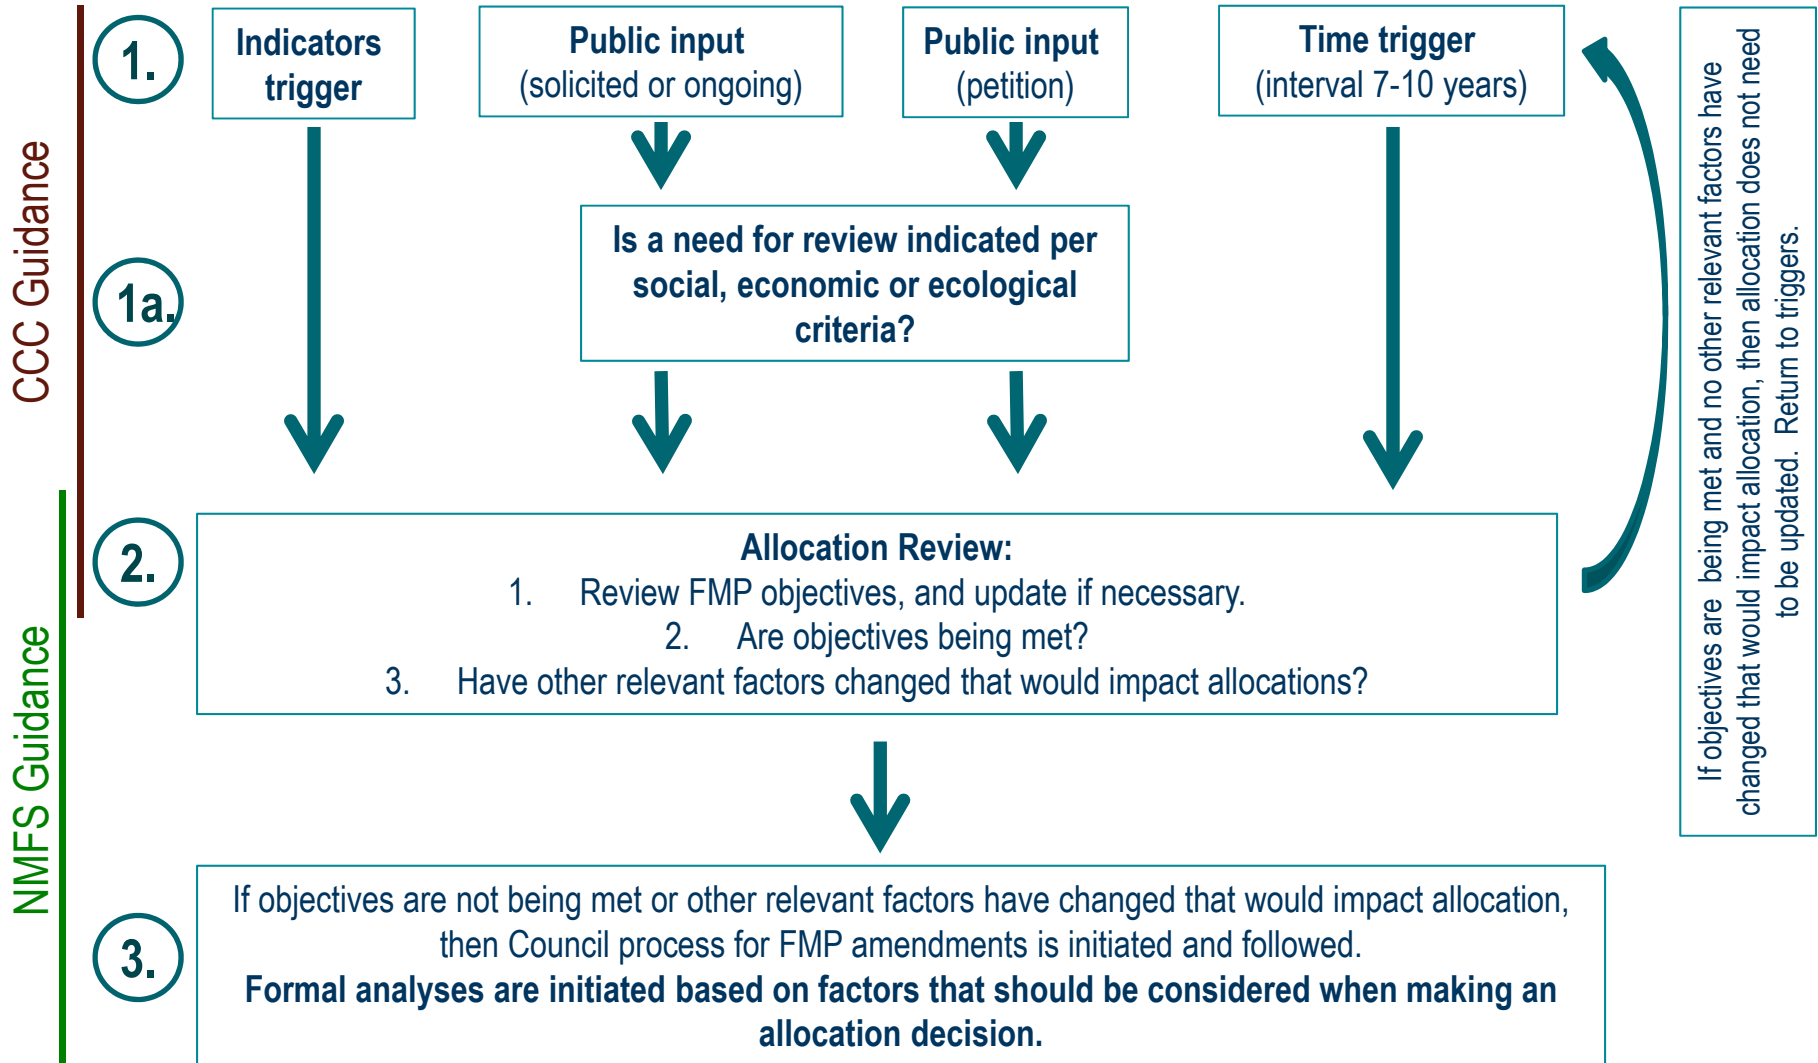 CCC Guidance
NMFS Guidance
1.
Indicators
trigger
Public input
(solicited or ongoing)
Public input
(petition)
Time trigger
(interval 7-10 years)
1a.
Is a need for review indicated per
social, economic or ecological
criteria?
2.
Allocation Review:
1. Review FMP objectives, and update if necessary.
2. Are objectives being met?
3. Have other relevant factors changed that would impact allocations?
3.
If objectives are not being met or other relevant factors have changed that would impact allocation,
then Council process for FMP amendments is initiated and followed.
Formal analyses are initiated based on factors that should be considered when making an
allocation decision.
If objectives are being met and no other relevant factors have
changed that would impact allocation, then allocation does not need
to be updated. Return to triggers.